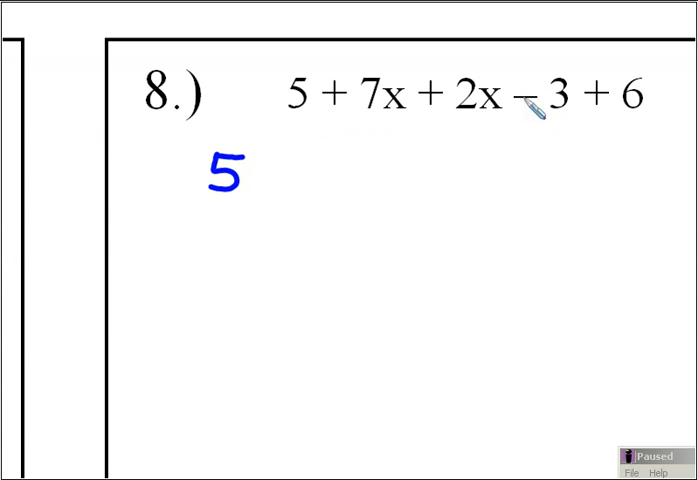 8.) 5 + 7x + 2x – 3 + 6
5
Paused
File Help